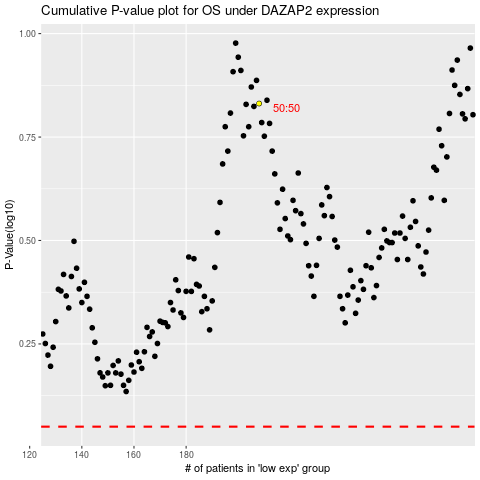 Cumulative P-value plot for OS under DAZAP2 expression
1.00
0.75
0.50
0.25
P-Value(log10)
50:50
120 140 160 180
# of patients in 'low exp' group